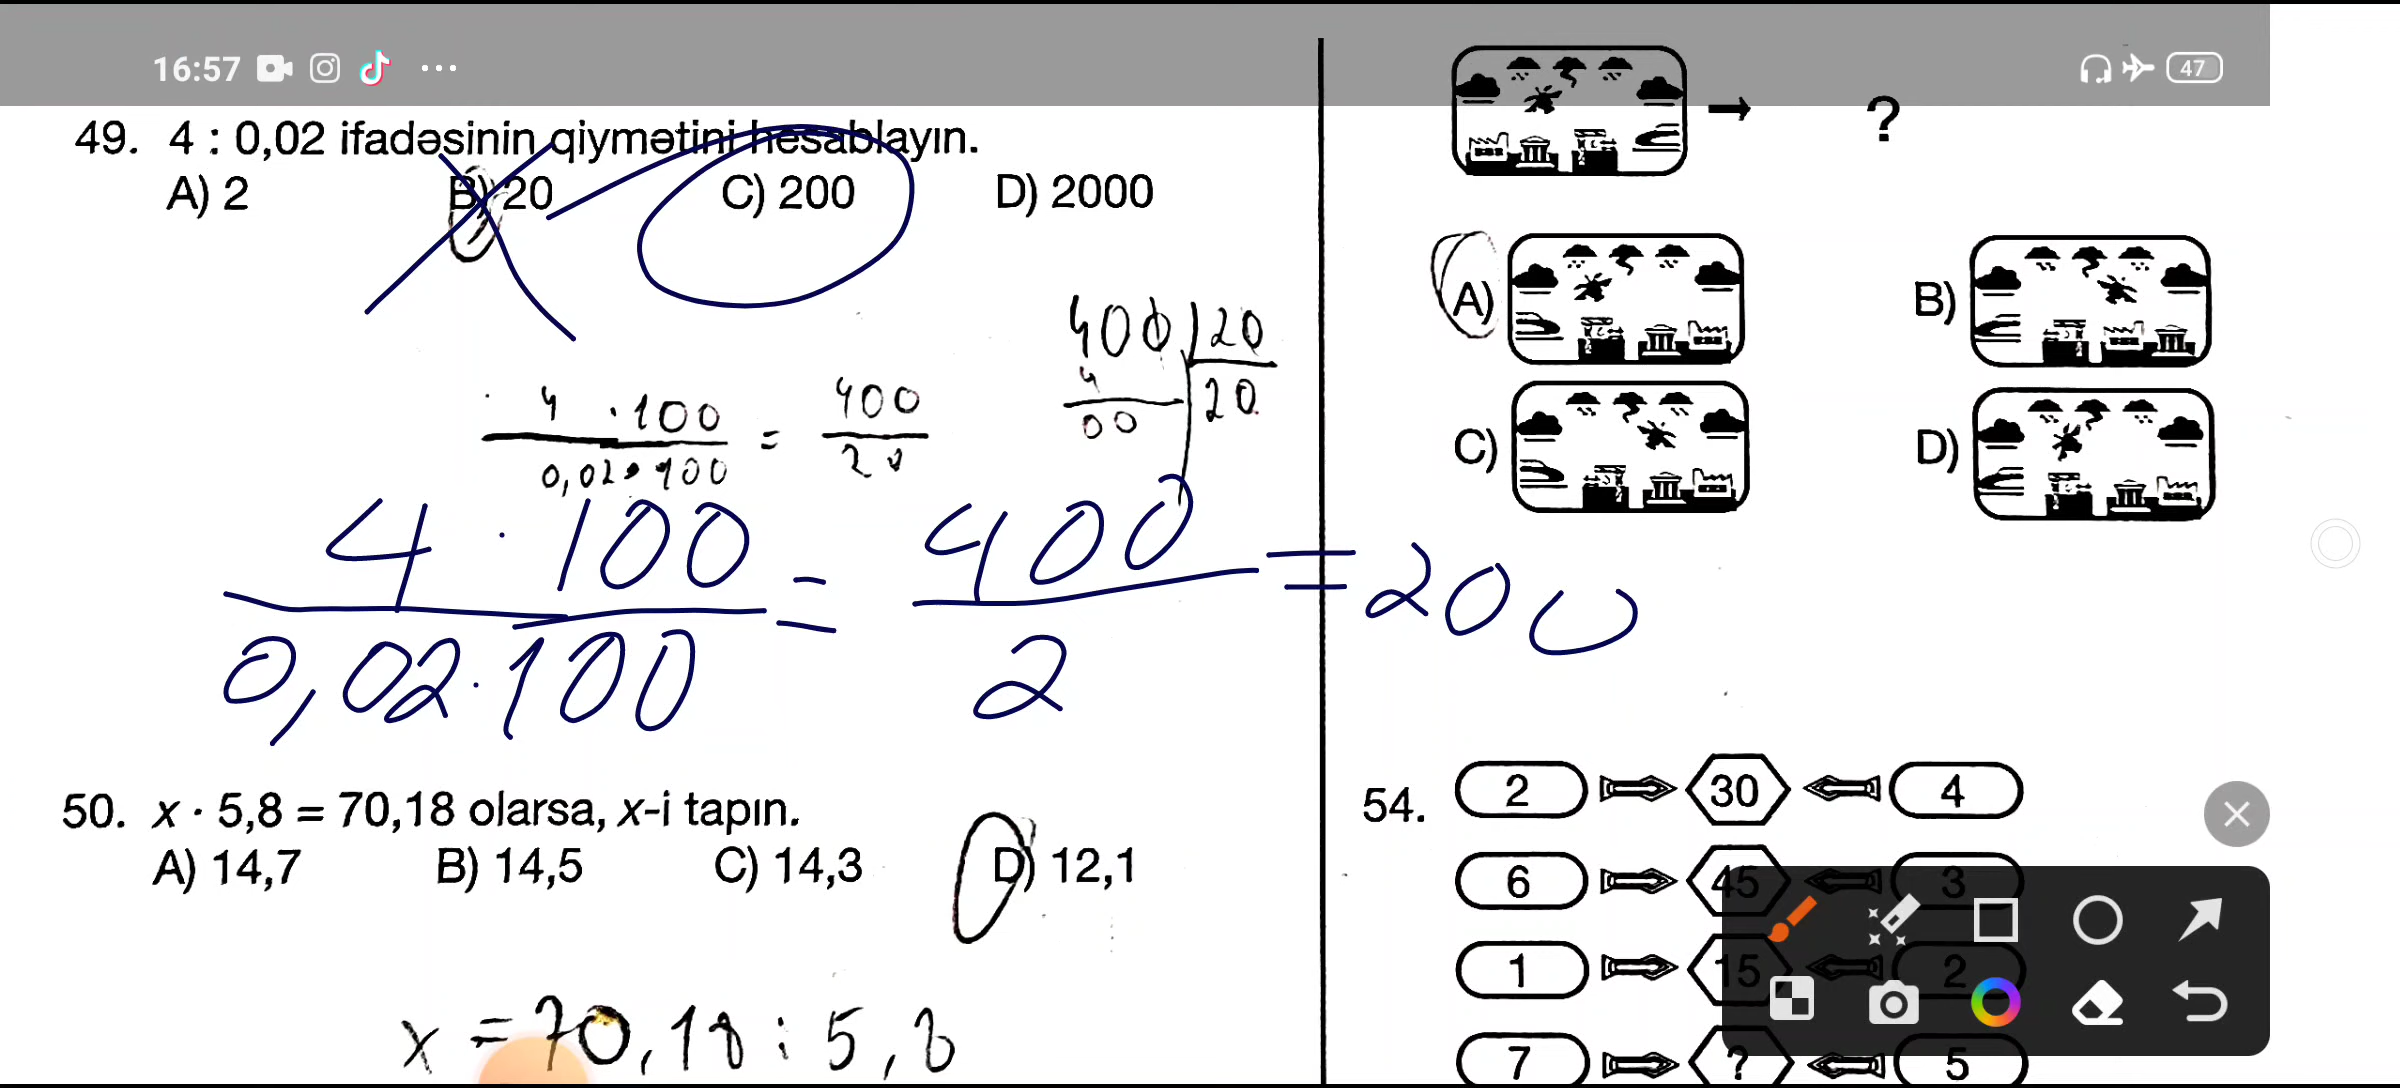 16:57 ... 47
49. 4 : 0,02 ifadəsinin qiymətini hesablayın.
A) 2 B) 20 C) 200 D) 2000
4 · 100 / 0,02 · 100 = 400 / 20
400 | 20
4 20
00
4 · 100 / 0,02 · 100 = 400 / 2 = 200
50. x · 5,8 = 70,18 olarsa, x-i tapın.
A) 14,7 B) 14,5 C) 14,3 D) 12,1
x = 70,18 : 5,8
?
A) B)
C) D)
54. 2 30 4
6 45 3
1 15 2
7 ? 5